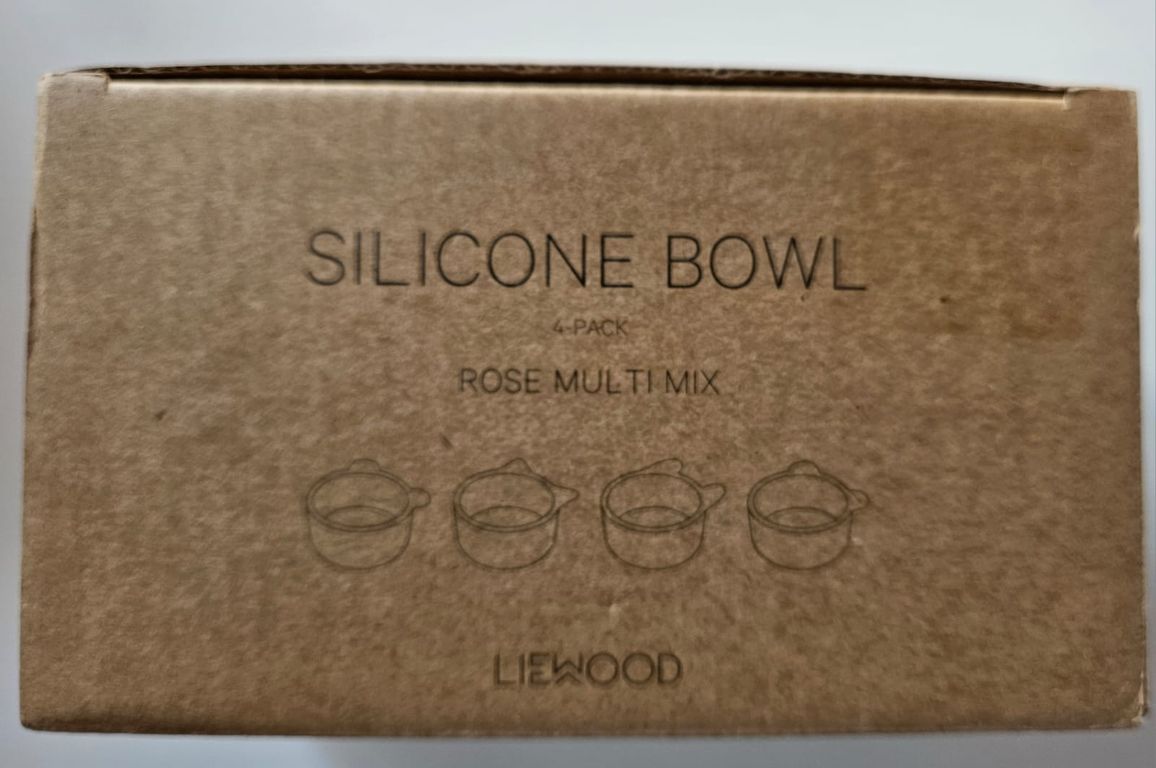 SILICONE BOWL
4-PACK
ROSE MULTI MIX
LIEWOOD